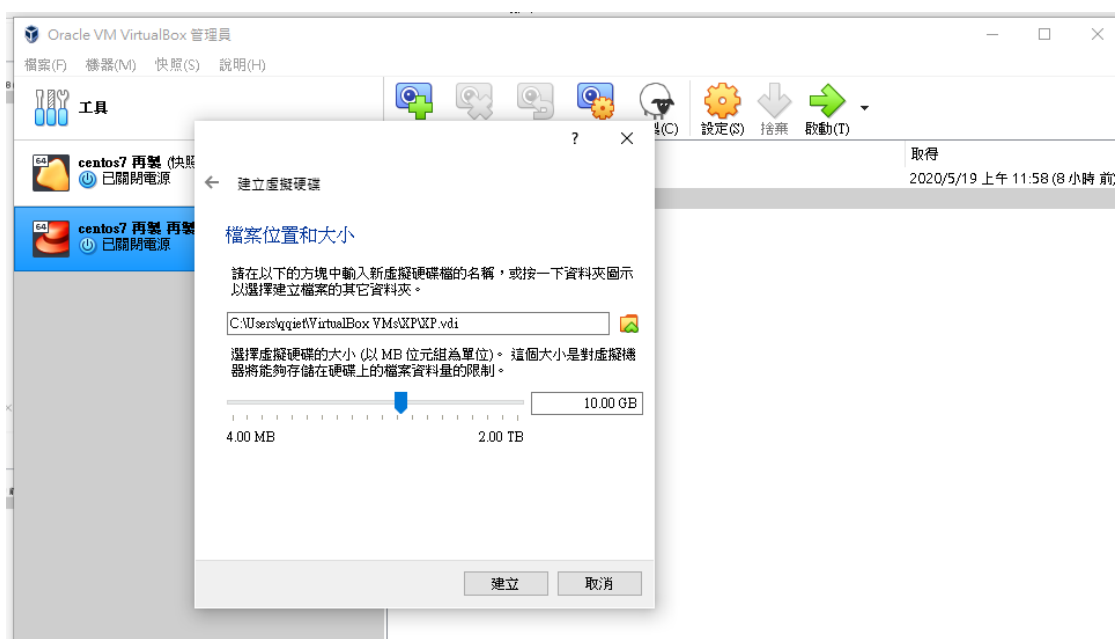 Oracle VM VirtualBox 管理員
檔案(F) 機器(M) 快照(S) 說明(H)
工具
(C) 設定(S) 捨棄 啟動(T)
64 centos7 再製 (快照
已關閉電源
64 centos7 再製 再製
已關閉電源
取得
2020/5/19 上午 11:58 (8 小時 前)
? ×
← 建立虛擬硬碟
檔案位置和大小
請在以下的方塊中輸入新虛擬硬碟檔的名稱，或按一下資料夾圖示
以選擇建立檔案的其它資料夾。
C:\Users\qqiet\VirtualBox VMs\XP\XP.vdi
選擇虛擬硬碟的大小 (以 MB 位元組為單位)。 這個大小是對虛擬機
器將能夠存儲在硬碟上的檔案資料量的限制。
10.00 GB
4.00 MB 2.00 TB
建立 取消